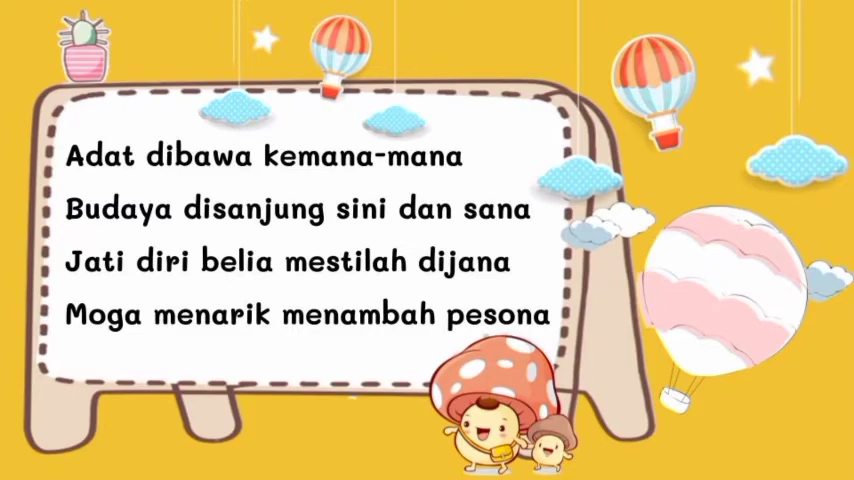 Adat dibawa kemana-mana
Budaya disanjung sini dan sana
Jati diri belia mestilah dijana
Moga menarik menambah pesona